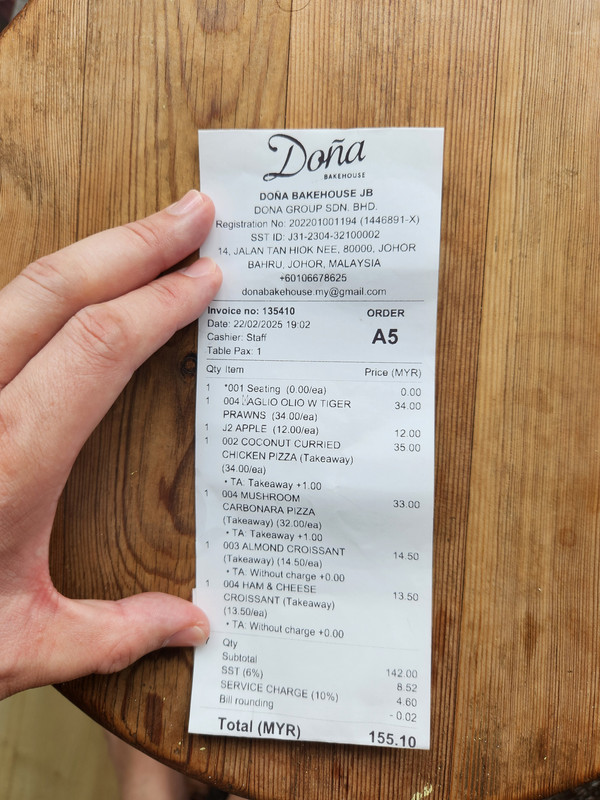 Doña
BAKEHOUSE
DOÑA BAKEHOUSE JB
DONA GROUP SDN. BHD.
Registration No: 202201001194 (1446891-X)
SST ID: J31-2304-32100002
14, JALAN TAN HIOK NEE, 80000, JOHOR
BAHRU, JOHOR, MALAYSIA
+60106678625
donabakehouse.my@gmail.com
Invoice no: 135410 ORDER
Date: 22/02/2025 19:02 A5
Cashier: Staff
Table Pax: 1
Qty Item Price (MYR)
1 *001 Seating (0.00/ea) 0.00
1 004 AGLIO OLIO W TIGER 34.00
PRAWNS (34.00/ea)
1 J2 APPLE (12.00/ea) 12.00
1 002 COCONUT CURRIED 35.00
CHICKEN PIZZA (Takeaway)
(34.00/ea)
• TA: Takeaway +1.00
1 004 MUSHROOM 33.00
CARBONARA PIZZA
(Takeaway) (32.00/ea)
• TA: Takeaway +1.00
1 003 ALMOND CROISSANT 14.50
(Takeaway) (14.50/ea)
• TA: Without charge +0.00
1 004 HAM & CHEESE 13.50
CROISSANT (Takeaway)
(13.50/ea)
• TA: Without charge +0.00
Qty
Subtotal 142.00
SST (6%) 8.52
SERVICE CHARGE (10%) 4.60
Bill rounding - 0.02
Total (MYR) 155.10